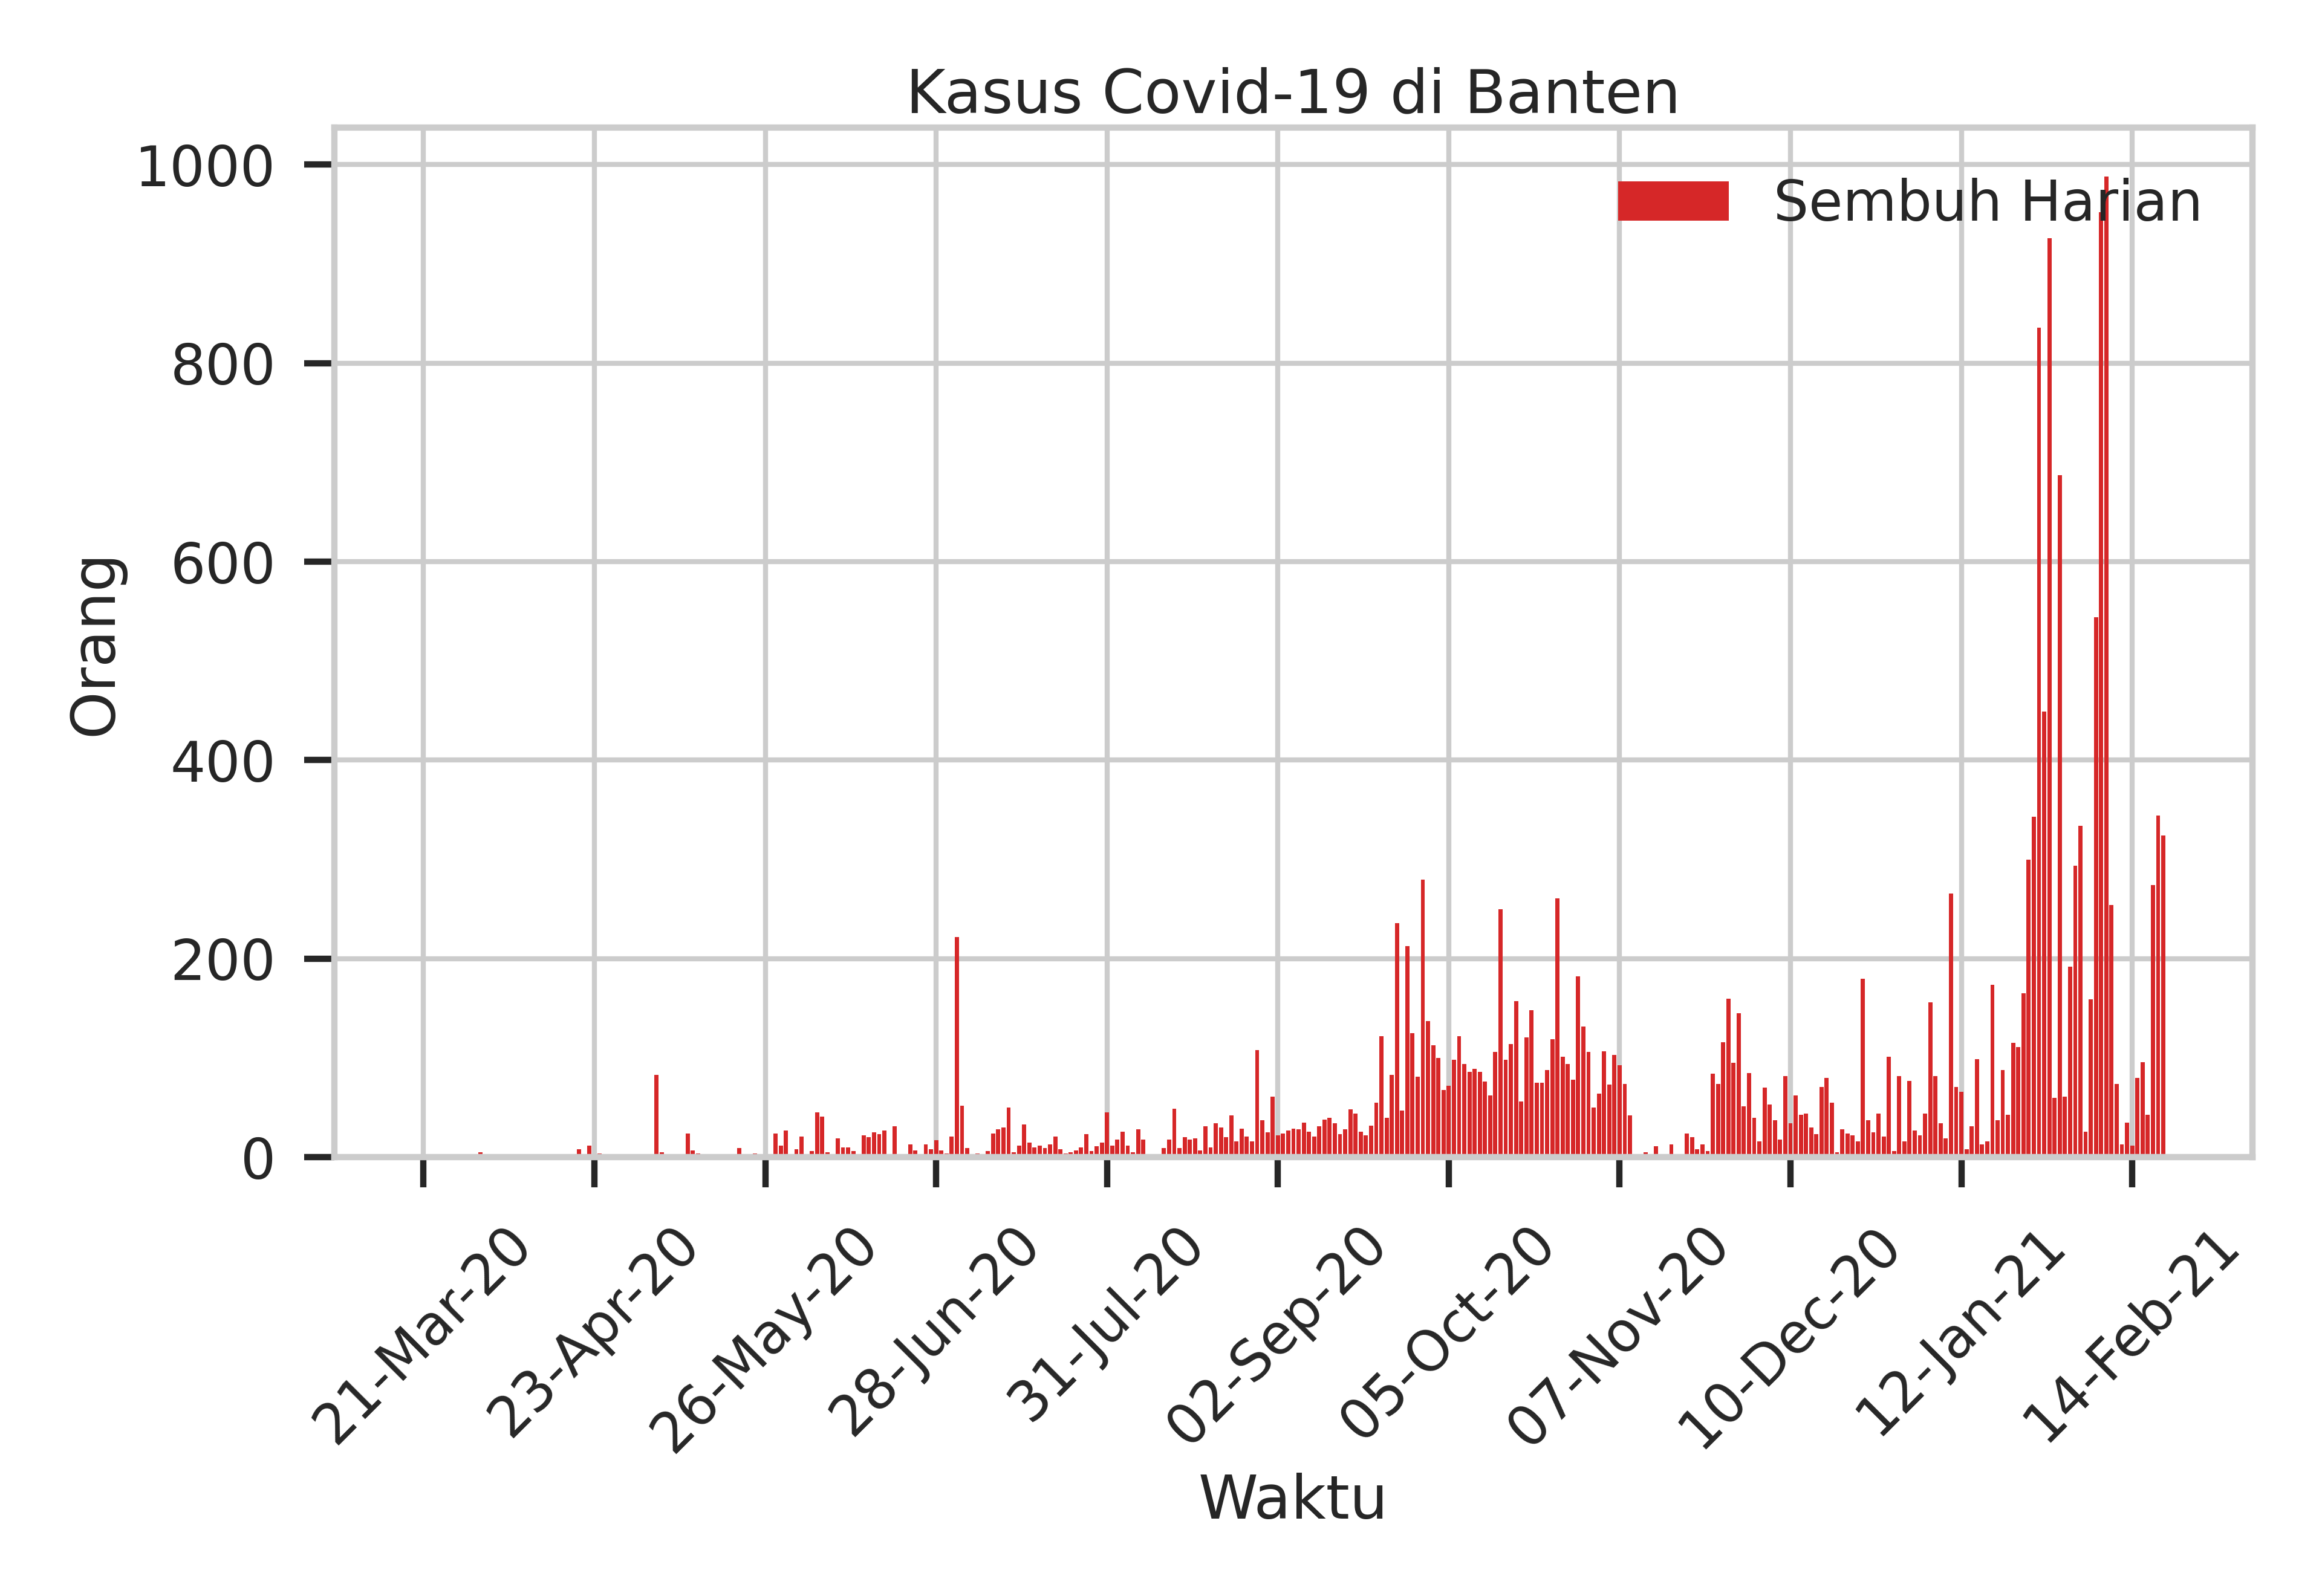 Kasus Covid-19 di Banten
Sembuh Harian
Orang
1000
800
600
400
200
0
21-Mar-20
23-Apr-20
26-May-20
28-Jun-20
31-Jul-20
02-Sep-20
05-Oct-20
07-Nov-20
10-Dec-20
12-Jan-21
14-Feb-21
Waktu